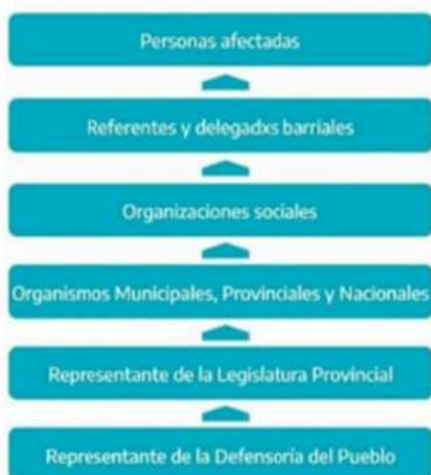 Personas afectadas
Referentes y delegadxs barriales
Organizaciones sociales
Organismos Municipales, Provinciales y Nacionales
Representante de la Legislatura Provincial
Representante de la Defensoría del Pueblo